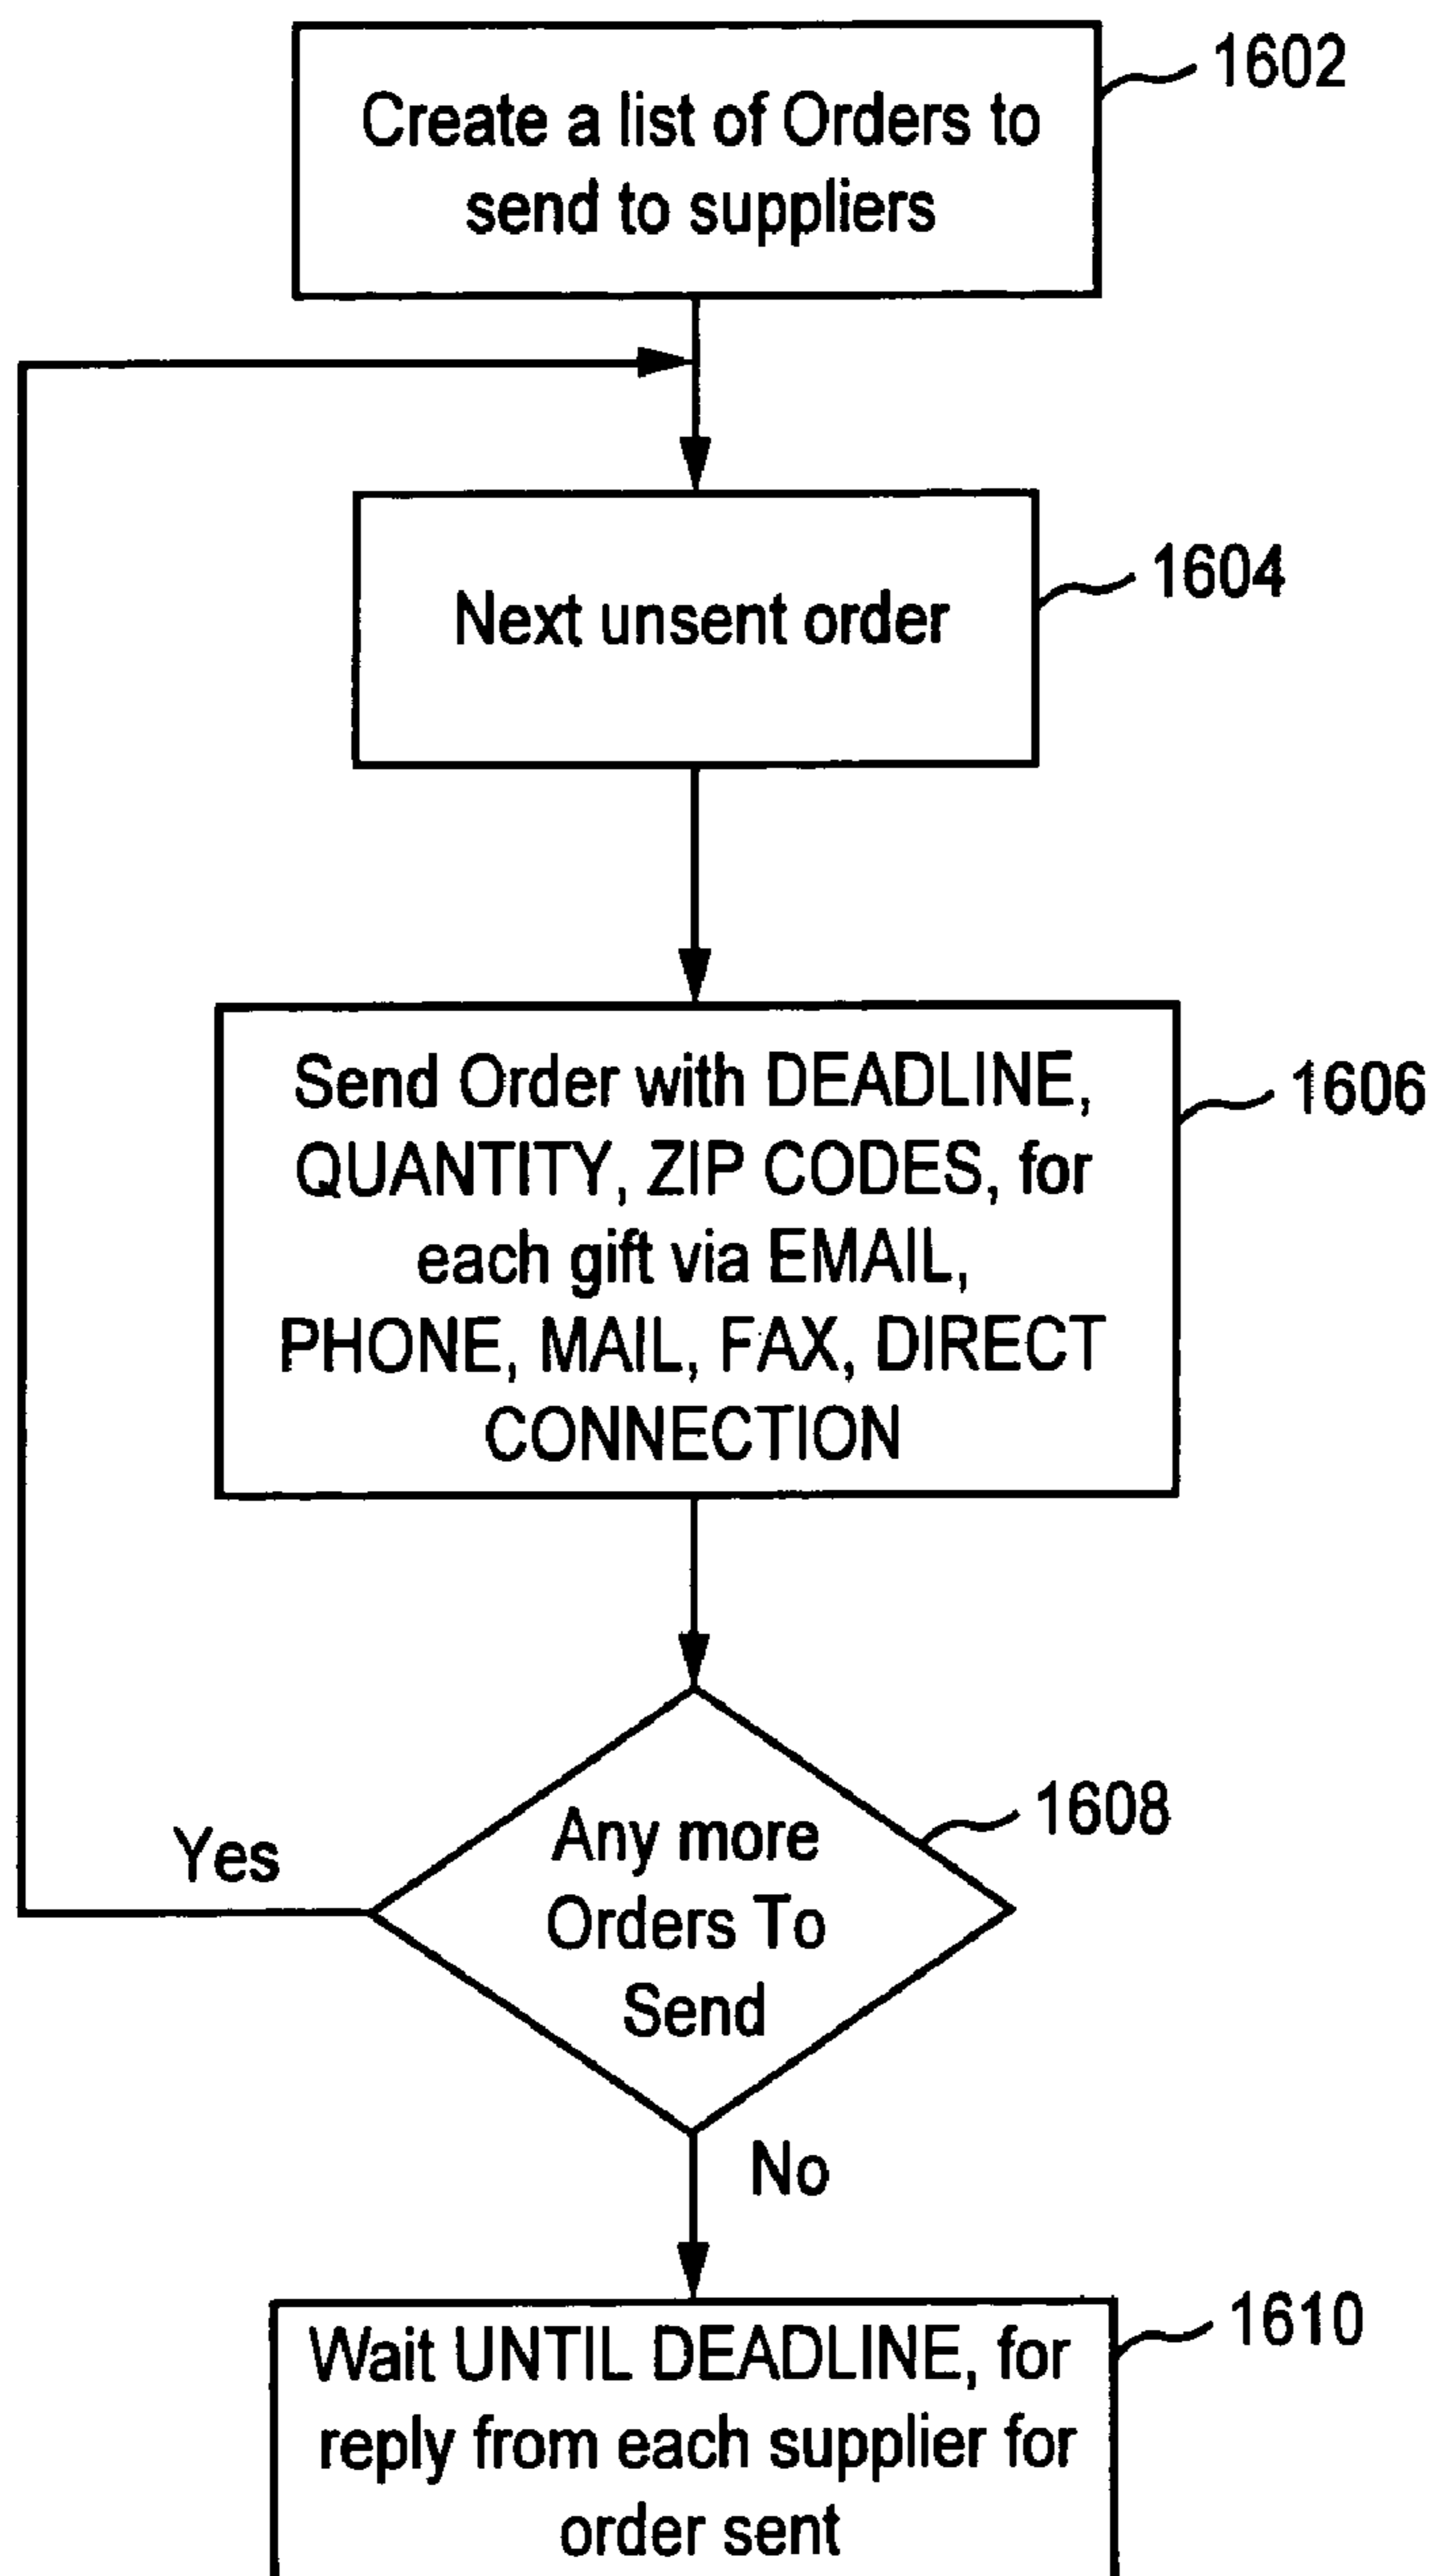 Create a list of Orders to
send to suppliers
1602
Next unsent order
1604
Send Order with DEADLINE,
QUANTITY, ZIP CODES, for
each gift via EMAIL,
PHONE, MAIL, FAX, DIRECT
CONNECTION
1606
Any more
Orders To
Send
1608
Yes
No
Wait UNTIL DEADLINE, for
reply from each supplier for
order sent
1610